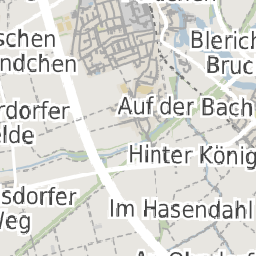 schen
ndchen
Blerich
Bruc
rdorfer
elde
Auf der Bach
Hinter König
sdorfer
Weg
Im Hasendahl